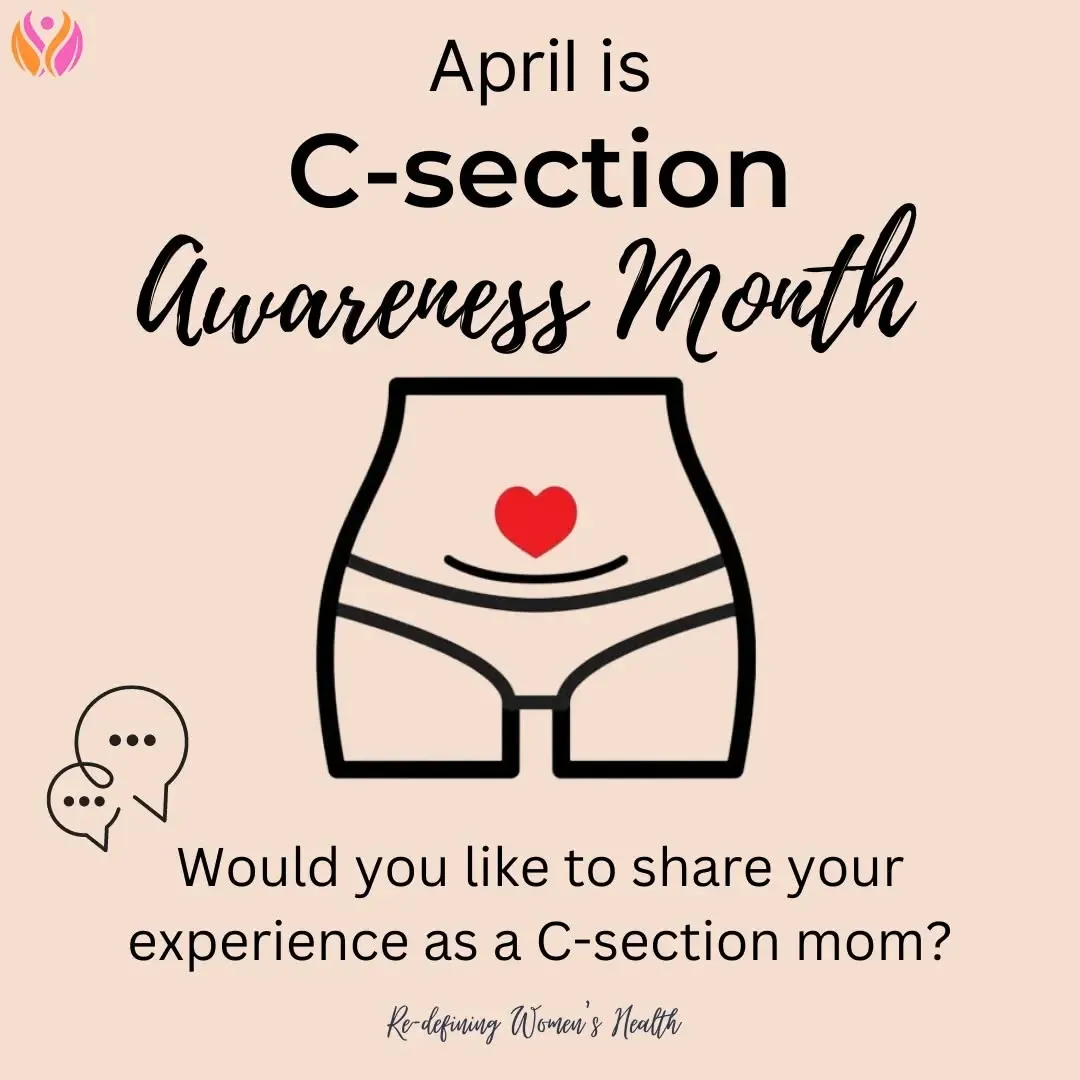 April is
C-section
Awareness Month
Would you like to share your
experience as a C-section mom?
Re-defining Women's Health